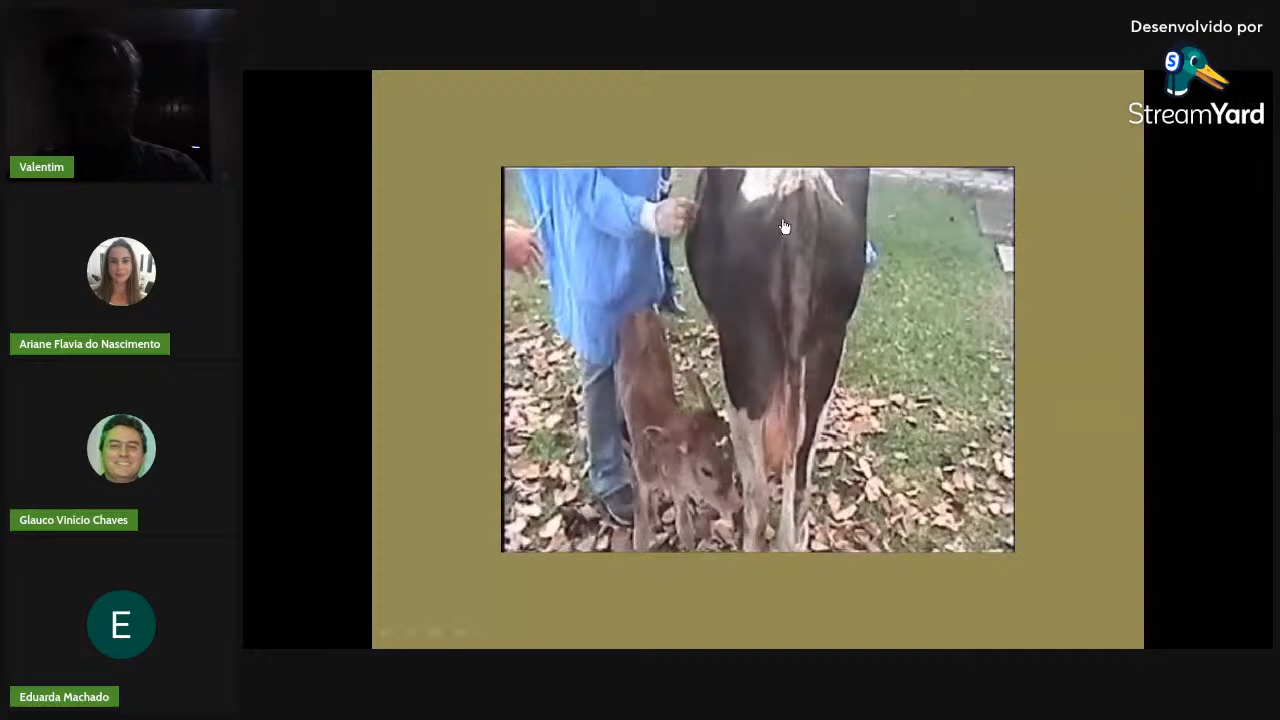 Desenvolvido por
S
StreamYard
Valentim
Ariane Flavia do Nascimento
Glauco Vinício Chaves
E
Eduarda Machado